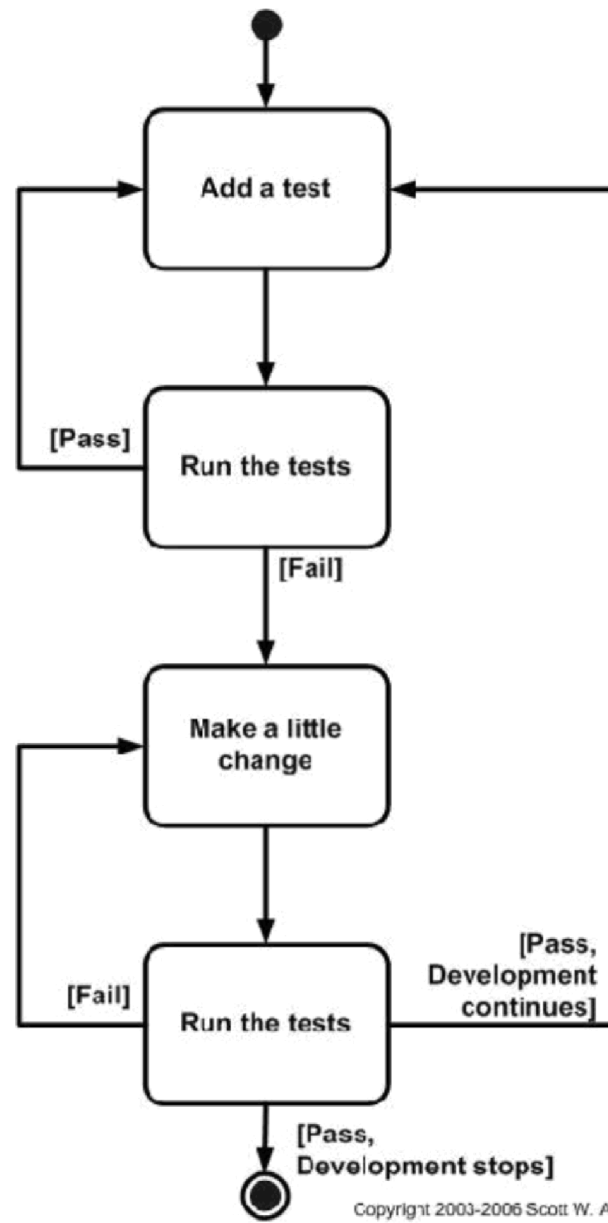 Add a test
[Pass]
Run the tests
[Fail]
Make a little
change
[Pass,
Development
continues]
[Fail]
Run the tests
[Pass,
Development stops]
Copyright 2003-2006 Scott W. A